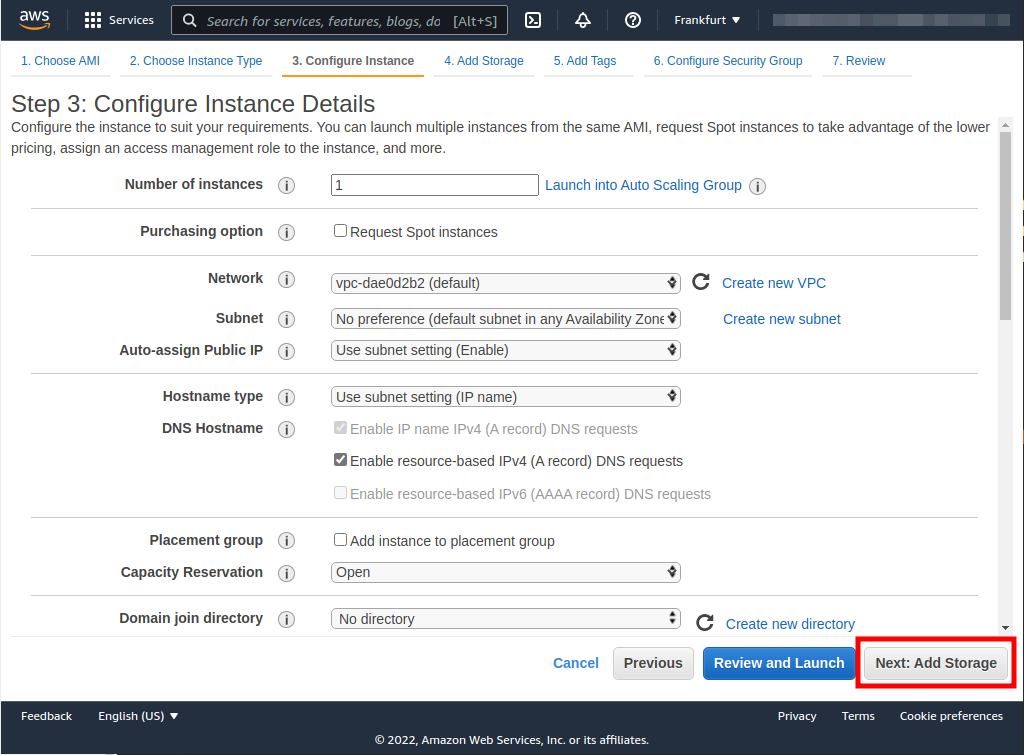 aws Services Search for services, features, blogs, do [Alt+S] Frankfurt
1. Choose AMI 2. Choose Instance Type 3. Configure Instance 4. Add Storage 5. Add Tags 6. Configure Security Group 7. Review
Step 3: Configure Instance Details
Configure the instance to suit your requirements. You can launch multiple instances from the same AMI, request Spot instances to take advantage of the lower
pricing, assign an access management role to the instance, and more.
Number of instances i 1 Launch into Auto Scaling Group i
Purchasing option i Request Spot instances
Network i vpc-dae0d2b2 (default) Create new VPC
Subnet i No preference (default subnet in any Availability Zone Create new subnet
Auto-assign Public IP i Use subnet setting (Enable)
Hostname type i Use subnet setting (IP name)
DNS Hostname i Enable IP name IPv4 (A record) DNS requests
Enable resource-based IPv4 (A record) DNS requests
Enable resource-based IPv6 (AAAA record) DNS requests
Placement group i Add instance to placement group
Capacity Reservation i Open
Domain join directory i No directory Create new directory
Cancel Previous Review and Launch Next: Add Storage
Feedback English (US) Privacy Terms Cookie preferences
© 2022, Amazon Web Services, Inc. or its affiliates.